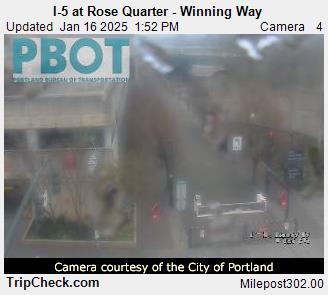 I-5 at Rose Quarter - Winning Way
Updated Jan 16 2025 1:52 PM Camera 4
PBOT
PORTLAND BUREAU OF TRANSPORTATION
Camera courtesy of the City of Portland
TripCheck.com Milepost302.00